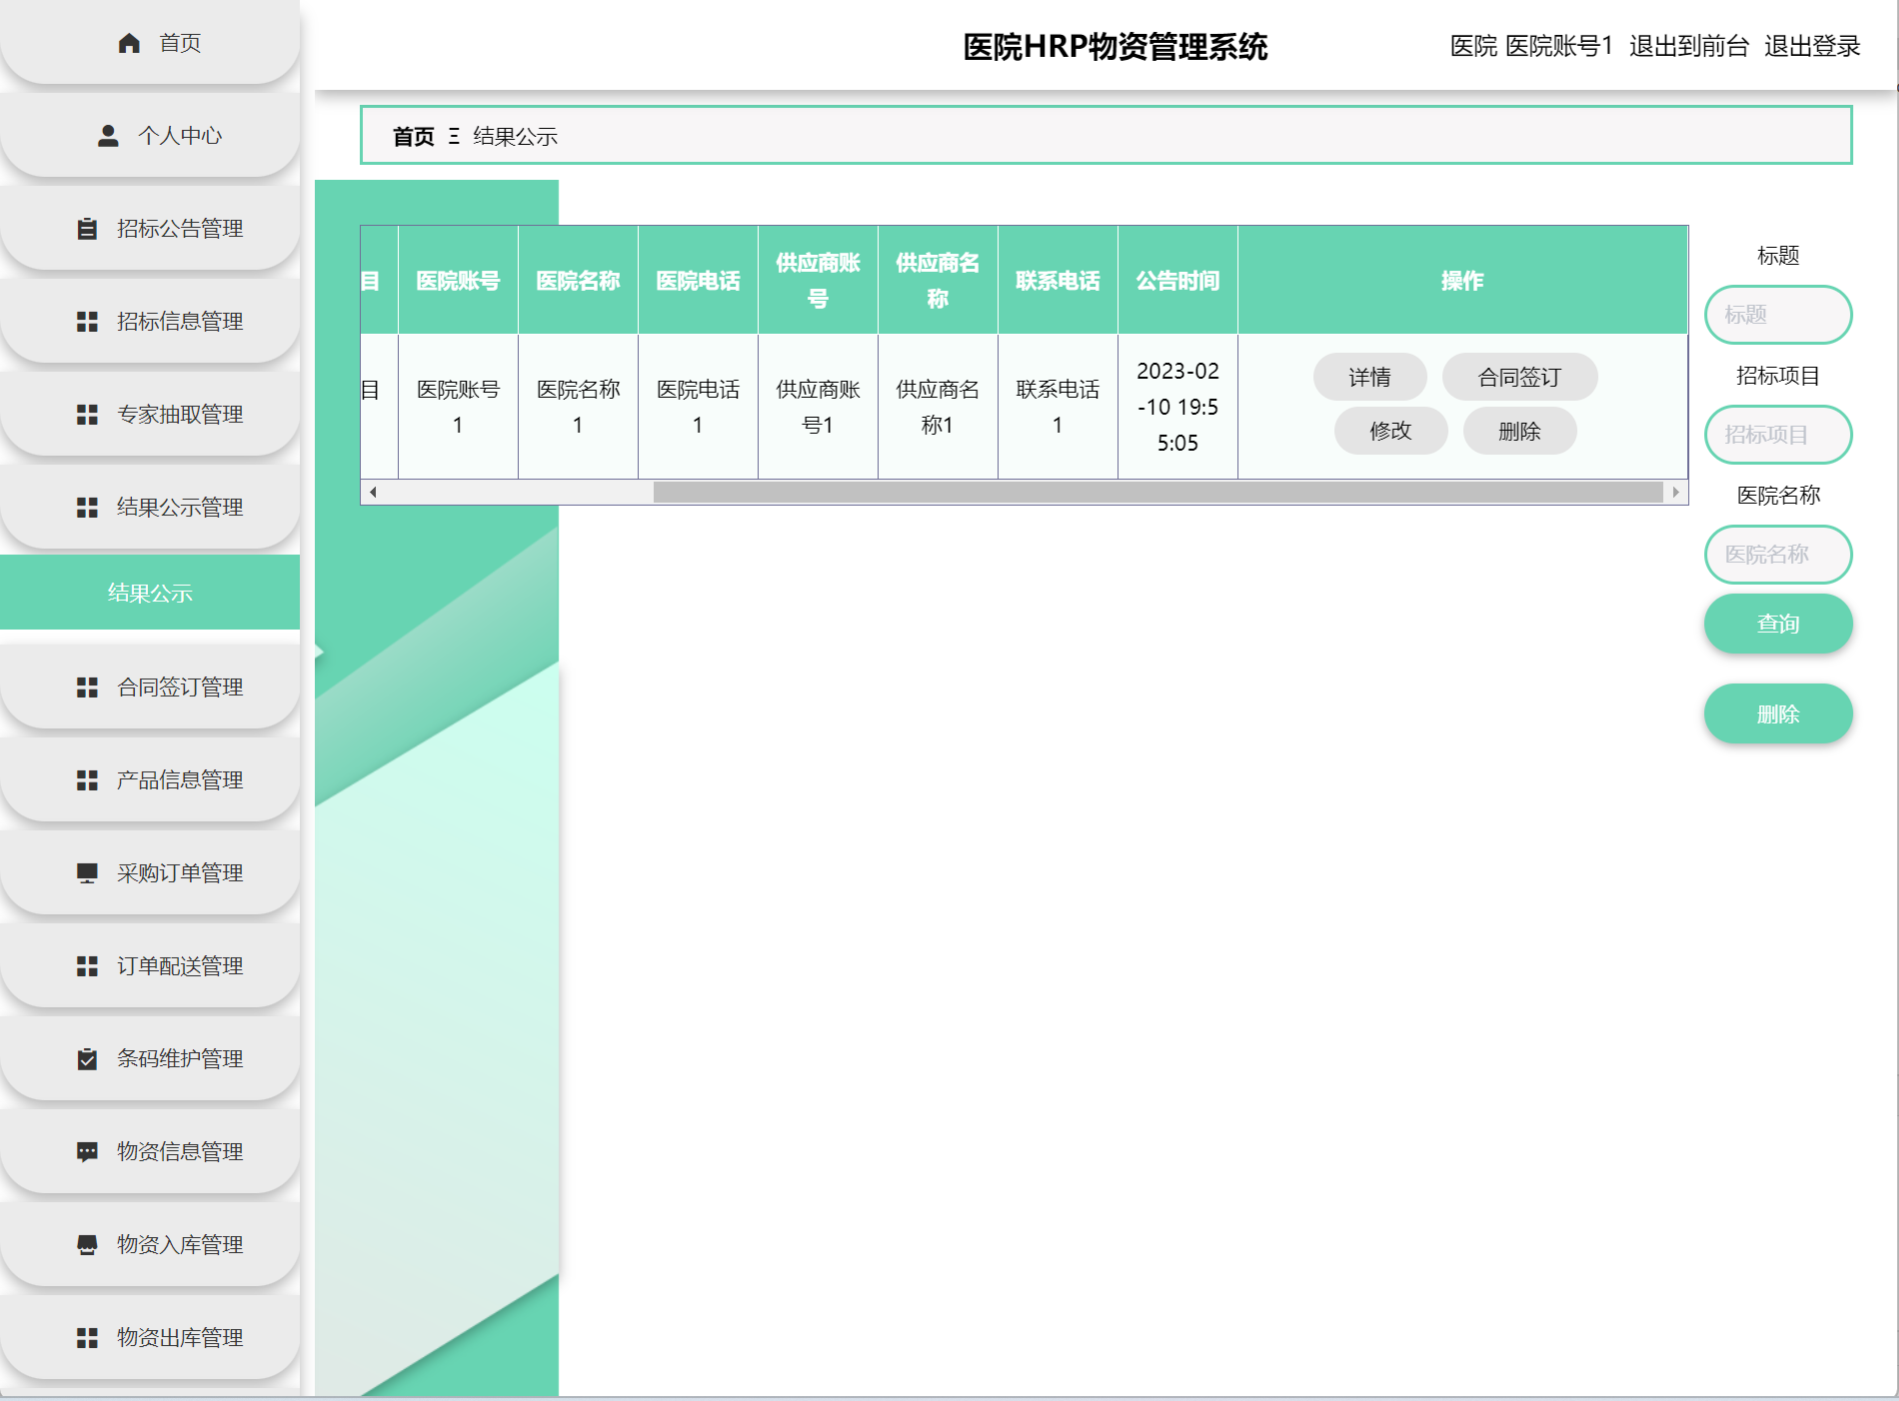 首页
个人中心
招标公告管理
招标信息管理
专家抽取管理
结果公示管理
结果公示
合同签订管理
产品信息管理
采购订单管理
订单配送管理
条码维护管理
物资信息管理
物资入库管理
物资出库管理
医院HRP物资管理系统
医院 医院账号1 退出到前台 退出登录
首页 Ξ 结果公示
目 医院账号 医院名称 医院电话 供应商账号 供应商名称 联系电话 公告时间 操作
目 医院账号1 医院名称1 医院电话1 供应商账号1 供应商名称1 联系电话1 2023-02-10 19:55:05 详情 合同签订
修改 删除
标题
标题
招标项目
招标项目
医院名称
医院名称
查询
删除